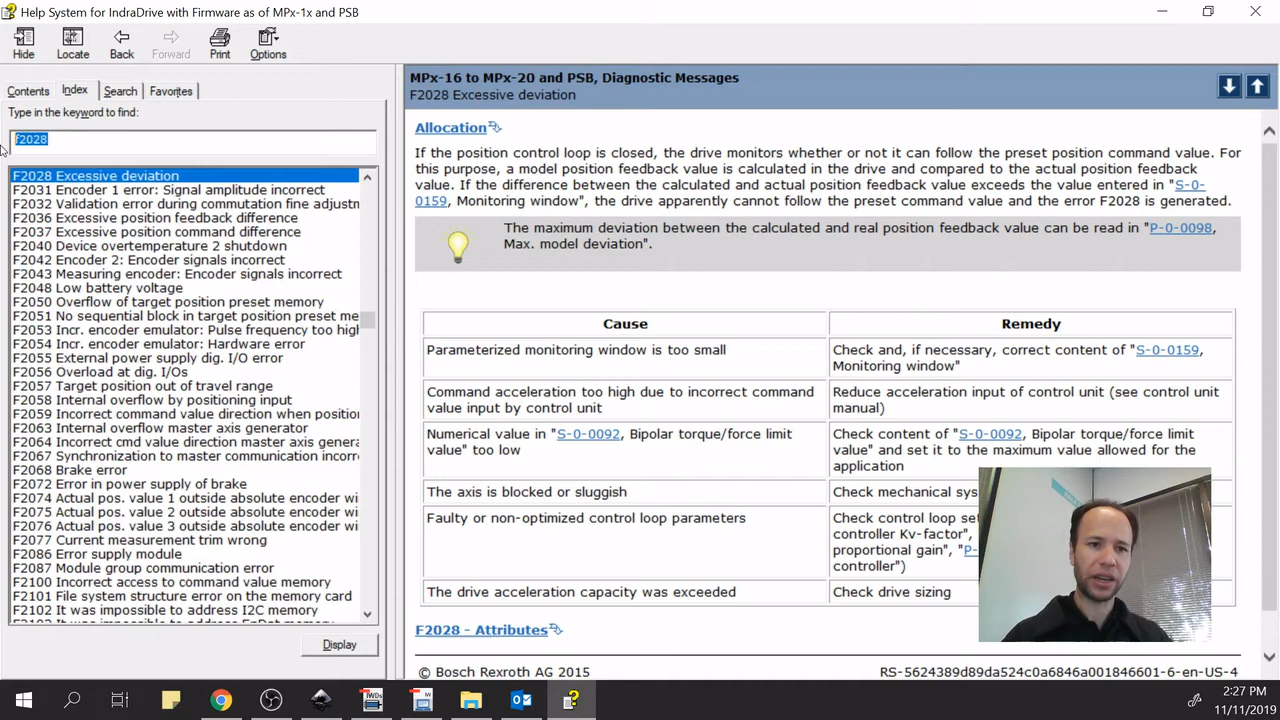 Help System for IndraDrive with Firmware as of MPx-1x and PSB
Hide Locate Back Forward Print Options
Contents Index Search Favorites
Type in the keyword to find:
f2028
F2028 Excessive deviation
F2031 Encoder 1 error: Signal amplitude incorrect
F2032 Validation error during commutation fine adjustm
F2036 Excessive position feedback difference
F2037 Excessive position command difference
F2040 Device overtemperature 2 shutdown
F2042 Encoder 2: Encoder signals incorrect
F2043 Measuring encoder: Encoder signals incorrect
F2048 Low battery voltage
F2050 Overflow of target position preset memory
F2051 No sequential block in target position preset me
F2053 Incr. encoder emulator: Pulse frequency too high
F2054 Incr. encoder emulator: Hardware error
F2055 External power supply dig. I/O error
F2056 Overload at dig. I/Os
F2057 Target position out of travel range
F2058 Internal overflow by positioning input
F2059 Incorrect command value direction when position
F2063 Internal overflow master axis generator
F2064 Incorrect cmd value direction master axis genera
F2067 Synchronization to master communication incorre
F2068 Brake error
F2072 Error in power supply of brake
F2074 Actual pos. value 1 outside absolute encoder wi
F2075 Actual pos. value 2 outside absolute encoder wi
F2076 Actual pos. value 3 outside absolute encoder wi
F2077 Current measurement trim wrong
F2086 Error supply module
F2087 Module group communication error
F2100 Incorrect access to command value memory
F2101 File system structure error on the memory card
F2102 It was impossible to address I2C memory
F2103 It was impossible to address EnDat memory
Display
MPx-16 to MPx-20 and PSB, Diagnostic Messages
F2028 Excessive deviation
Allocation
If the position control loop is closed, the drive monitors whether or not it can follow the preset position command value. For
this purpose, a model position feedback value is calculated in the drive and compared to the actual position feedback
value. If the difference between the calculated and actual position feedback value exceeds the value entered in "S-0-
0159, Monitoring window", the drive apparently cannot follow the preset command value and the error F2028 is generated.
The maximum deviation between the calculated and real position feedback value can be read in "P-0-0098,
Max. model deviation".
Cause Remedy
Parameterized monitoring window is too small
Check and, if necessary, correct content of "S-0-0159,
Monitoring window"
Command acceleration too high due to incorrect command
value input by control unit
Reduce acceleration input of control unit (see control unit
manual)
Numerical value in "S-0-0092, Bipolar torque/force limit
value" too low
Check content of "S-0-0092, Bipolar torque/force limit
value" and set it to the maximum value allowed for the
application
The axis is blocked or sluggish
Check mechanical sys
Faulty or non-optimized control loop parameters
Check control loop set
controller Kv-factor",
proportional gain", "P-
controller")
The drive acceleration capacity was exceeded
Check drive sizing
F2028 - Attributes
© Bosch Rexroth AG 2015 RS-5624389d89da524c0a6846a001846601-6-en-US-4
2:27 PM
11/11/2019